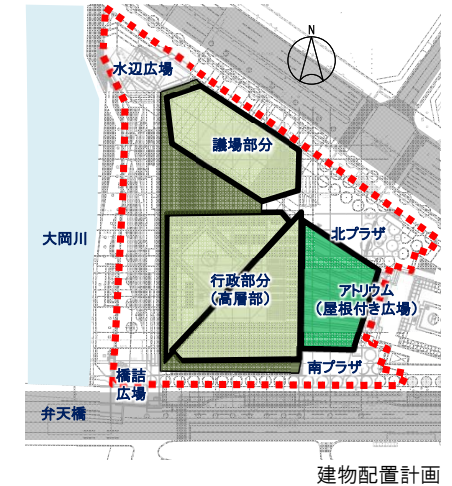 N
水辺広場
議場部分
大岡川
北プラザ
行政部分
（高層部）
アトリウム
（屋根付き広場）
南プラザ
橋詰
広場
弁天橋
建物配置計画